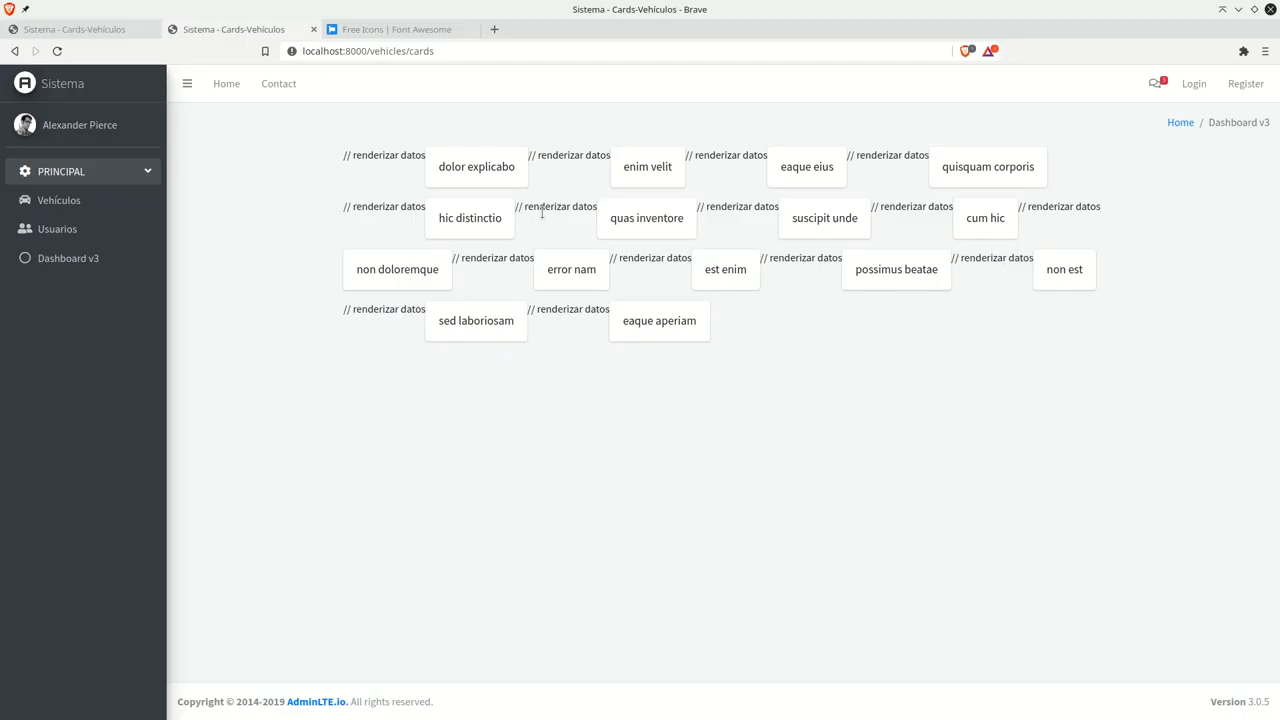 Sistema - Cards-Vehículos - Brave
Sistema - Cards-Vehículos
Sistema - Cards-Vehículos
Free Icons | Font Awesome
localhost:8000/vehicles/cards
Sistema
Home
Contact
Login
Register
Alexander Pierce
Home / Dashboard v3
PRINCIPAL
Vehículos
Usuarios
Dashboard v3
// renderizar datos dolor explicabo // renderizar datos enim velit // renderizar datos eaque eius // renderizar datos quisquam corporis
// renderizar datos hic distinctio // renderizar datos quas inventore // renderizar datos suscipit unde // renderizar datos cum hic // renderizar datos
non doloremque // renderizar datos error nam // renderizar datos est enim // renderizar datos possimus beatae // renderizar datos non est
// renderizar datos sed laboriosam // renderizar datos eaque aperiam
Copyright © 2014-2019 AdminLTE.io. All rights reserved.
Version 3.0.5